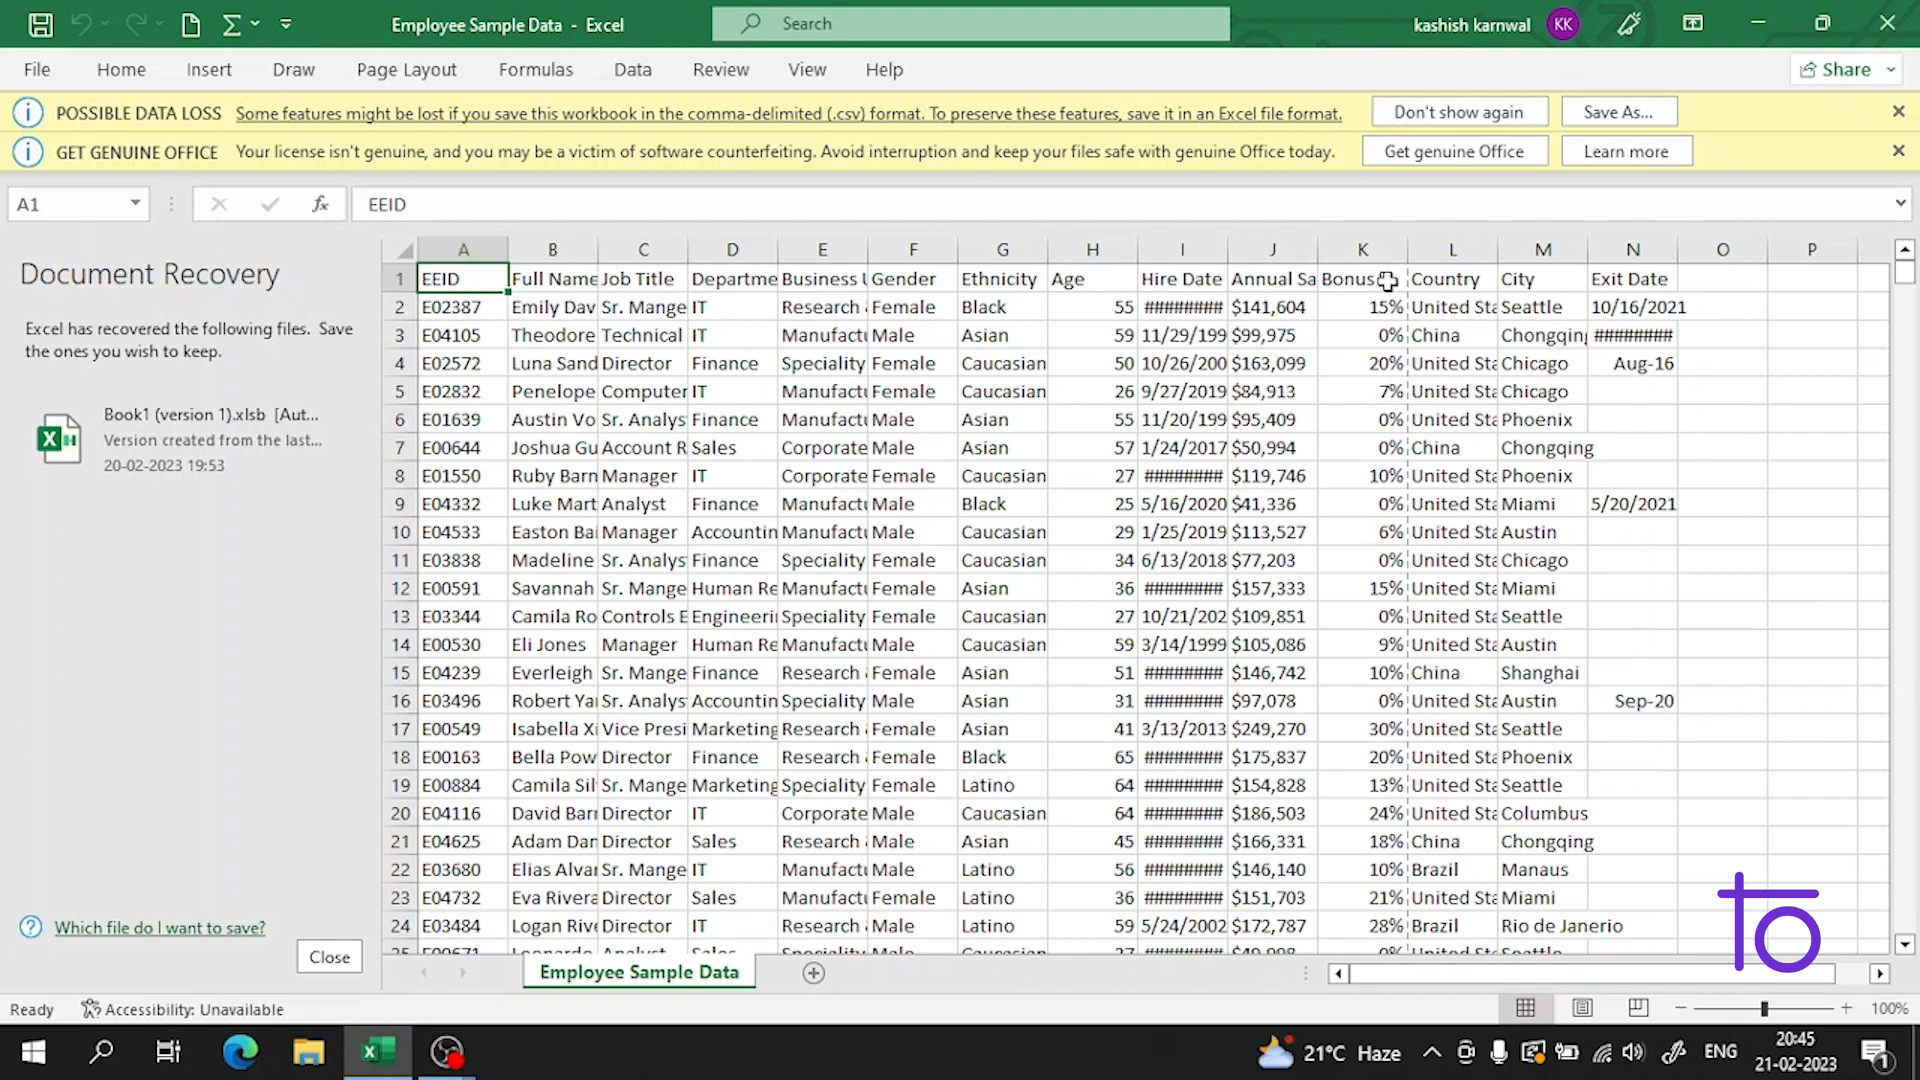 Employee Sample Data - Excel
Search
kashish karnwal KK
File Home Insert Draw Page Layout Formulas Data Review View Help Share
POSSIBLE DATA LOSS Some features might be lost if you save this workbook in the comma-delimited (.csv) format. To preserve these features, save it in an Excel file format. Don't show again Save As...
GET GENUINE OFFICE Your license isn't genuine, and you may be a victim of software counterfeiting. Avoid interruption and keep your files safe with genuine Office today. Get genuine Office Learn more
A1 fx EEID
Document Recovery
Excel has recovered the following files. Save
the ones you wish to keep.
Book1 (version 1).xlsb [Aut...
Version created from the last...
20-02-2023 19:53
Which file do I want to save?
Close
A B C D E F G H I J K L M N O P
1 EEID Full Name Job Title Departme Business U Gender Ethnicity Age Hire Date Annual Sa Bonus Country City Exit Date
2 E02387 Emily Dav Sr. Mange IT Research Female Black 55 ######## $141,604 15% United Sta Seattle 10/16/2021
3 E04105 Theodore Technical IT Manufactu Male Asian 59 11/29/199 $99,975 0% China Chongqing ########
4 E02572 Luna Sand Director Finance Speciality Female Caucasian 50 10/26/200 $163,099 20% United Sta Chicago Aug-16
5 E02832 Penelope Computer IT Manufactu Female Caucasian 26 9/27/2019 $84,913 7% United Sta Chicago
6 E01639 Austin Vo Sr. Analys Finance Manufactu Male Asian 55 11/20/199 $95,409 0% United Sta Phoenix
7 E00644 Joshua Gu Account R Sales Corporate Male Asian 57 1/24/2017 $50,994 0% China Chongqing
8 E01550 Ruby Barn Manager IT Corporate Female Caucasian 27 ######## $119,746 10% United Sta Phoenix
9 E04332 Luke Mart Analyst Finance Manufactu Male Black 25 5/16/2020 $41,336 0% United Sta Miami 5/20/2021
10 E04533 Easton Bai Manager Accountin Manufactu Male Caucasian 29 1/25/2019 $113,527 6% United Sta Austin
11 E03838 Madeline Sr. Analys Finance Speciality Female Caucasian 34 6/13/2018 $77,203 0% United Sta Chicago
12 E00591 Savannah Sr. Mange Human Re Manufactu Female Asian 36 ######## $157,333 15% United Sta Miami
13 E03344 Camila Ro Controls E Engineeri Speciality Female Caucasian 27 10/21/202 $109,851 0% United Sta Seattle
14 E00530 Eli Jones Manager Human Re Manufactu Male Caucasian 59 3/14/1999 $105,086 9% United Sta Austin
15 E04239 Everleigh Sr. Mange Finance Research Female Asian 51 ######## $146,742 10% China Shanghai
16 E03496 Robert Ya Sr. Analys Accountin Speciality Male Asian 31 ######## $97,078 0% United Sta Austin Sep-20
17 E00549 Isabella Xi Vice Presi Marketing Research Female Asian 41 3/13/2013 $249,270 30% United Sta Seattle
18 E00163 Bella Pow Director Finance Research Female Black 65 ######## $175,837 20% United Sta Phoenix
19 E00884 Camila Sil Sr. Mange Marketing Speciality Female Latino 64 ######## $154,828 13% United Sta Seattle
20 E04116 David Bar Director IT Corporate Male Caucasian 64 ######## $186,503 24% United Sta Columbus
21 E04625 Adam Dan Director Sales Research Male Asian 45 ######## $166,331 18% China Chongqing
22 E03680 Elias Alva Sr. Mange IT Manufactu Male Latino 56 ######## $146,140 10% Brazil Manaus
23 E04732 Eva Rivera Director Sales Manufactu Female Latino 36 ######## $151,703 21% United Sta Miami
24 E03484 Logan Rive Director IT Research Male Latino 59 5/24/2002 $172,787 28% Brazil Rio de Janerio
to
Employee Sample Data
Ready Accessibility: Unavailable 100%
21°C Haze ENG 20:45
21-02-2023
1